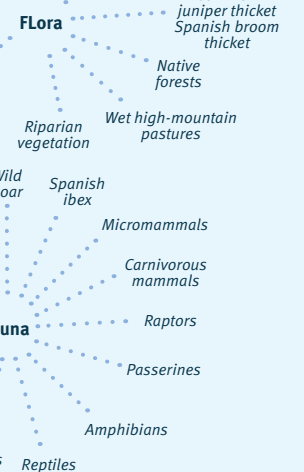 juniper thicket
Spanish broom
thicket
FLora
Native
forests
Wet high-mountain
pastures
Riparian
vegetation
Spanish
ibex
Micromammals
Carnivorous
mammals
una
Raptors
Passerines
Amphibians
Reptiles